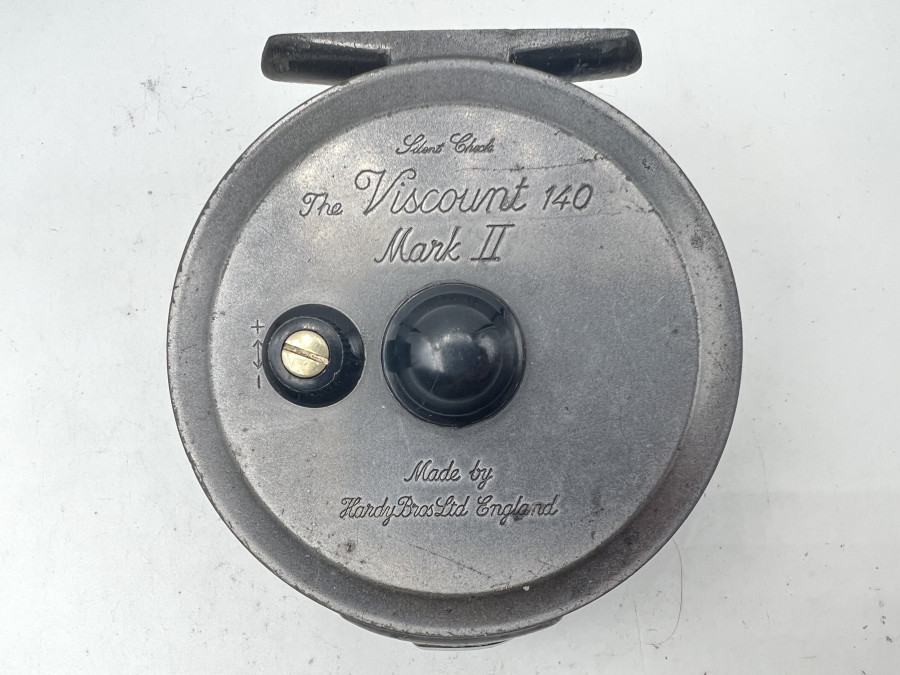 Silent Check
The Viscount 140
Mark II
+
-
Made by
Hardy Bros Ltd England